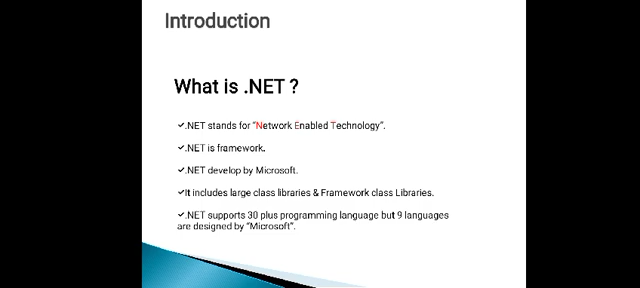 Introduction
What is .NET ?
✓.NET stands for "Network Enabled Technology".
✓.NET is framework.
✓.NET develop by Microsoft.
✓It includes large class libraries & Framework class Libraries.
✓.NET supports 30 plus programming language but 9 languages
are designed by "Microsoft".